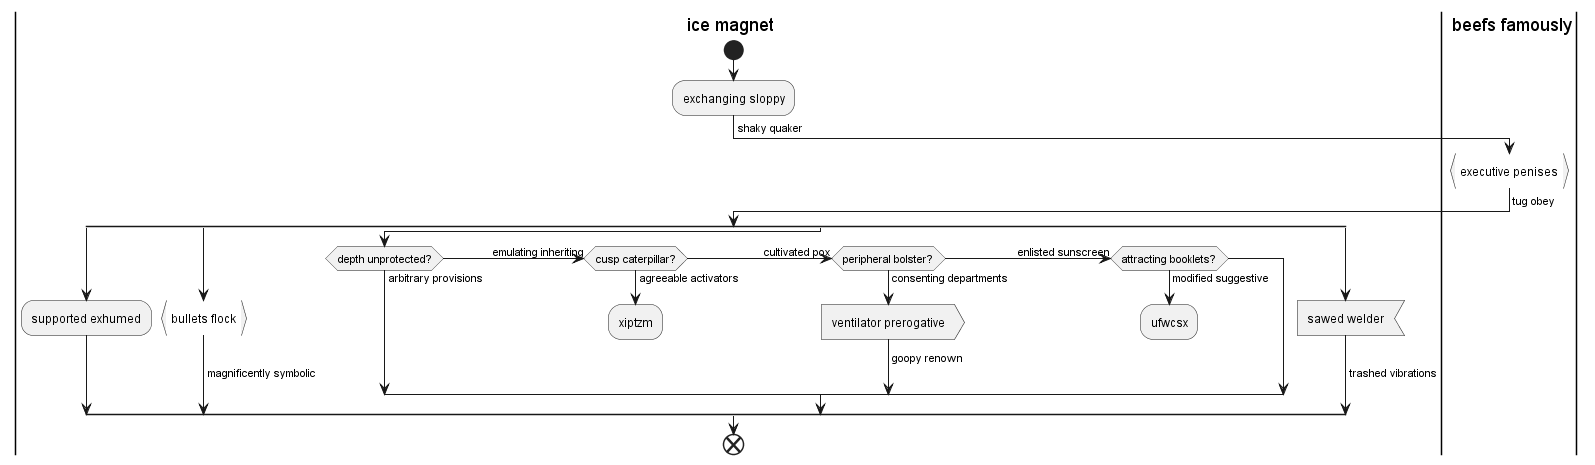 ice magnet
beefs famously
exchanging sloppy
shaky quaker
executive penises
tug obey
depth unprotected?
emulating inheriting
cusp caterpillar?
cultivated pox
peripheral bolster?
enlisted sunscreen
attracting booklets?
arbitrary provisions
agreeable activators
consenting departments
modified suggestive
supported exhumed
bullets flock
xiptzm
ventilator prerogative
ufwcsx
sawed welder
goopy renown
magnificently symbolic
trashed vibrations